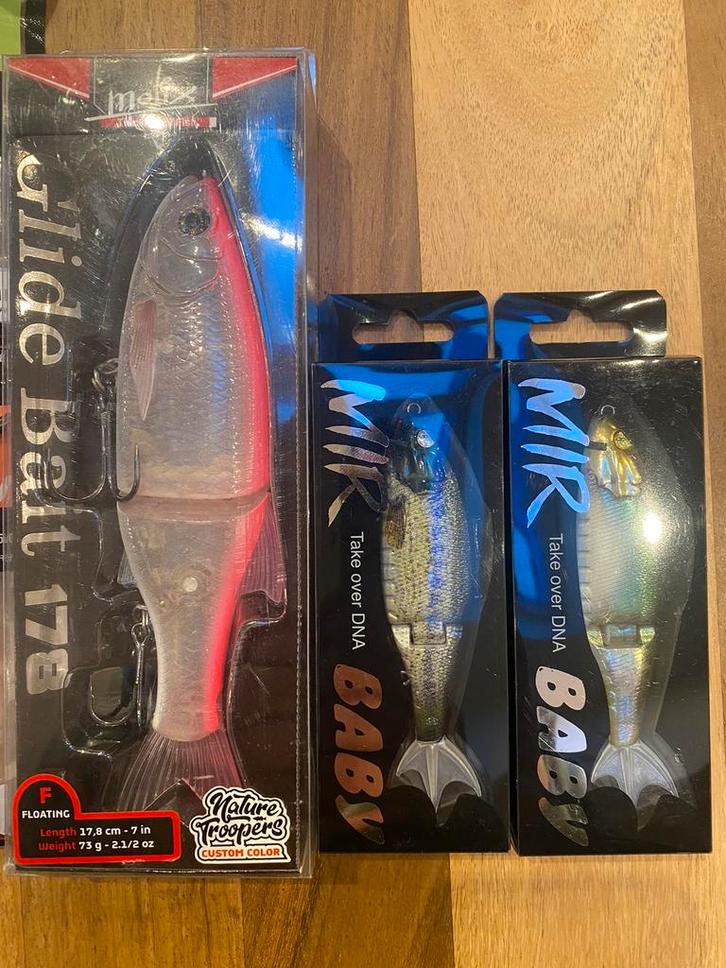 Molix
Glide Bait 178
F
FLOATING
Length 17,8 cm - 7 in
Weight 73 g - 2.1/2 oz
Nature
Troopers
CUSTOM COLOR
MIR
Take over DNA
BABY
MIR
Take over DNA
BABY